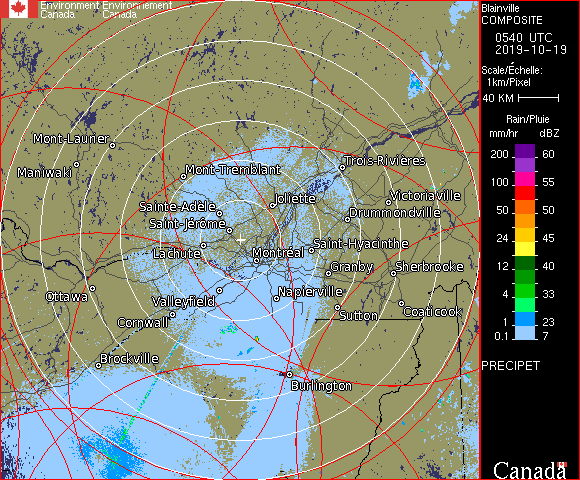 Environment Environnement
Canada Canada
Blainville
COMPOSITE
0540 UTC
2019-10-19
Scale/Échelle:
1km/Pixel
40 KM
Rain/Pluie
mm/hr dBZ
200 60
150 57
100 55
50 50
24 45
12 40
4 33
1 23
0.1 7
PRECIPET
Canada
Mont-Laurier
Maniwaki
Mont-Tremblant
Trois-Rivières
Joliette
Victoriaville
Sainte-Adèle
Drummondville
Saint-Jérôme
Saint-Hyacinthe
Lachute
Montréal
Granby
Sherbrooke
Ottawa
Valleyfield
Napierville
Cornwall
Sutton
Coaticook
Brockville
Burlington